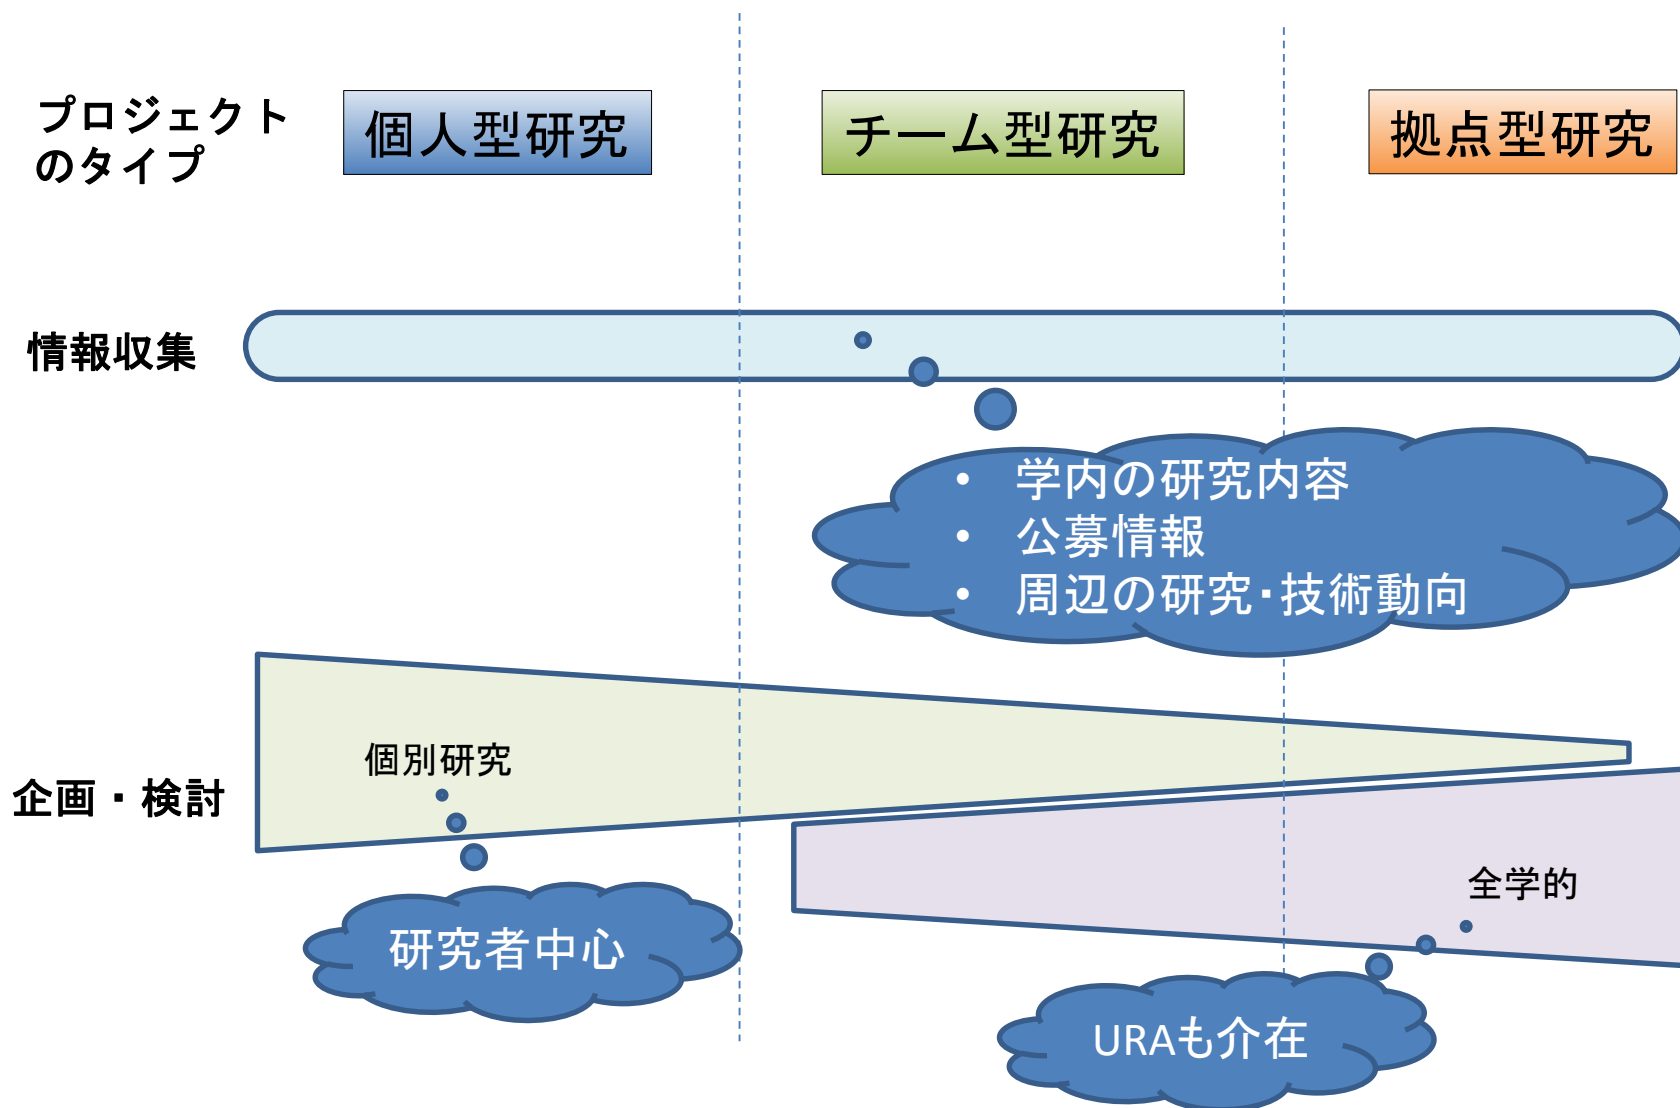 プロジェクト
のタイプ
個人型研究
チーム型研究
拠点型研究
情報収集
• 学内の研究内容
• 公募情報
• 周辺の研究・技術動向
個別研究
企画・検討
全学的
研究者中心
URAも介在